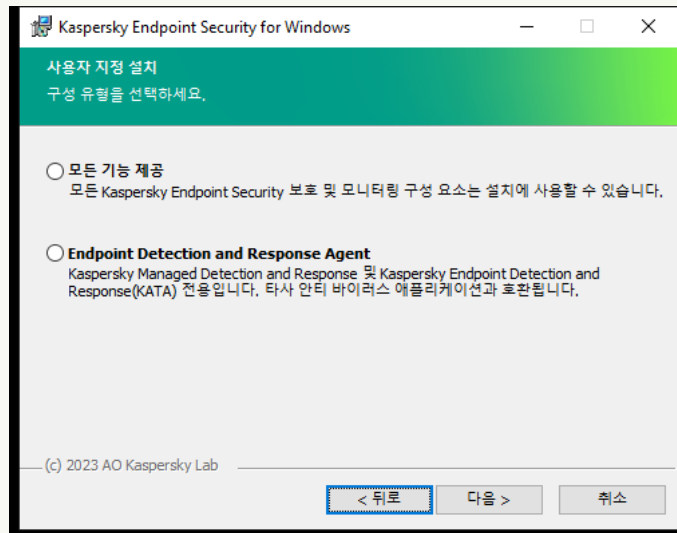 Kaspersky Endpoint Security for Windows
사용자 지정 설치
구성 유형을 선택하세요.
모든 기능 제공
모든 Kaspersky Endpoint Security 보호 및 모니터링 구성 요소는 설치에 사용할 수 있습니다.
Endpoint Detection and Response Agent
Kaspersky Managed Detection and Response 및 Kaspersky Endpoint Detection and
Response(KATA) 전용입니다. 타사 안티 바이러스 애플리케이션과 호환됩니다.
(c) 2023 AO Kaspersky Lab
< 뒤로 다음 > 취소